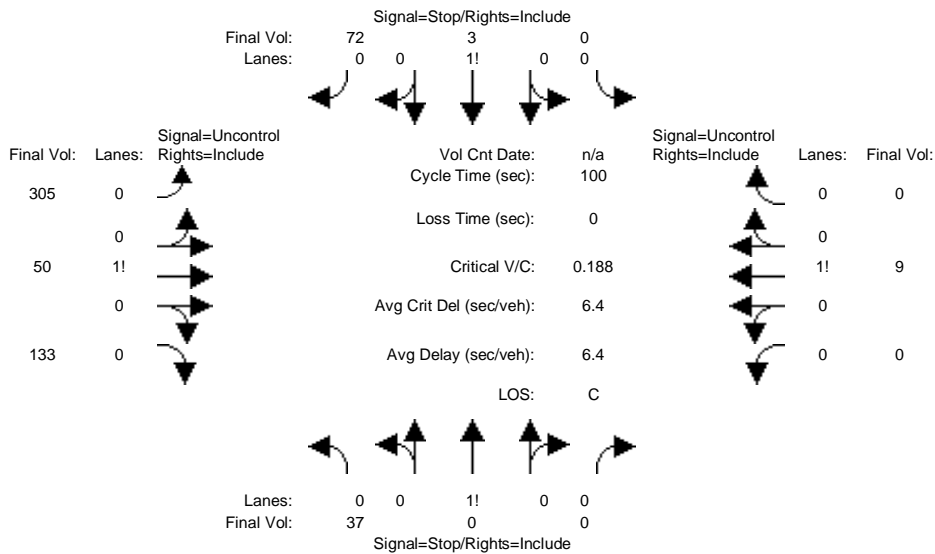 Signal=Stop/Rights=Include
Final Vol: 72 3 0
Lanes: 0 0 1! 0 0
Signal=Uncontrol Signal=Uncontrol
Final Vol: Lanes: Rights=Include Vol Cnt Date: n/a Rights=Include Lanes: Final Vol:
Cycle Time (sec): 100
305 0 0 0
Loss Time (sec): 0
0 0
50 1! Critical V/C: 0.188 1! 9
0 Avg Crit Del (sec/veh): 6.4 0
133 0 Avg Delay (sec/veh): 6.4 0 0
LOS: C
Lanes: 0 0 1! 0 0
Final Vol: 37 0 0
Signal=Stop/Rights=Include